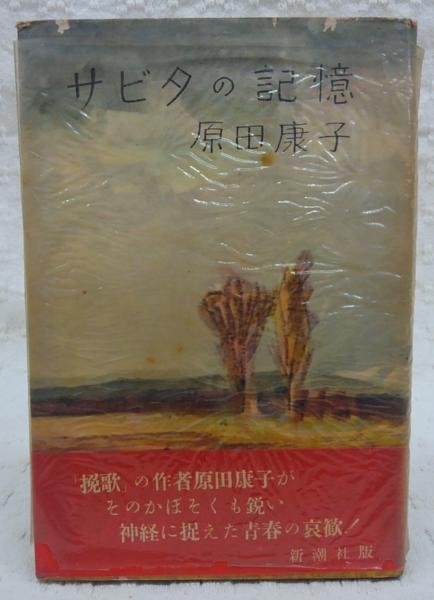 サビタの記憶
原田康子
「挽歌」の作者原田康子が
そのかぼそくも鋭い
神経に捉えた青春の哀歓!
新潮社版